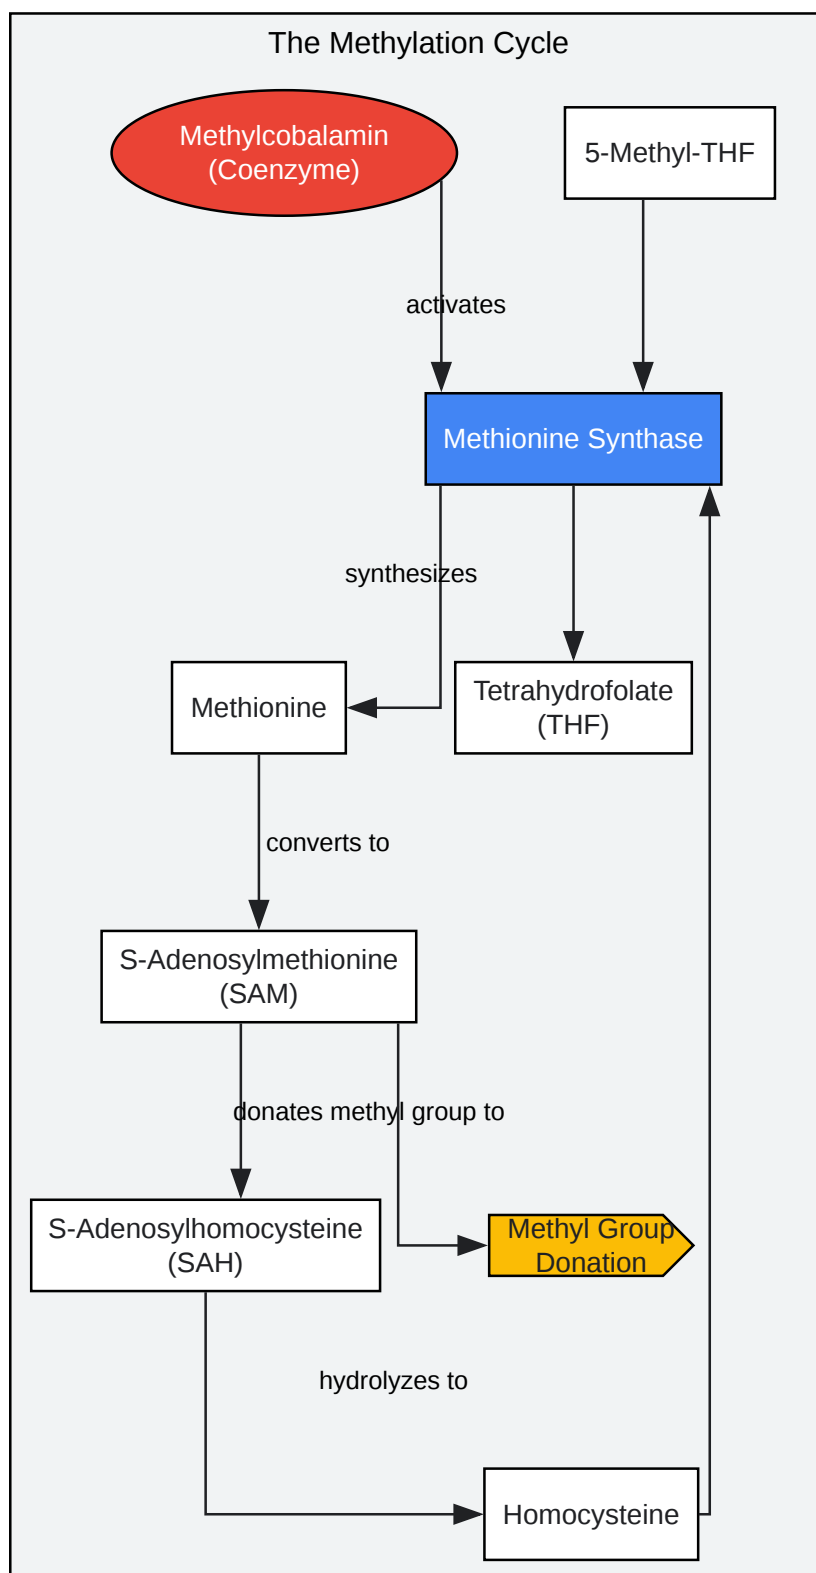 The Methylation Cycle
Methylcobalamin
(Coenzyme)
5-Methyl-THF
activates
Methionine Synthase
synthesizes
Methionine
Tetrahydrofolate
(THF)
converts to
S-Adenosylmethionine
(SAM)
donates methyl group to
S-Adenosylhomocysteine
(SAH)
Methyl Group
Donation
hydrolyzes to
Homocysteine